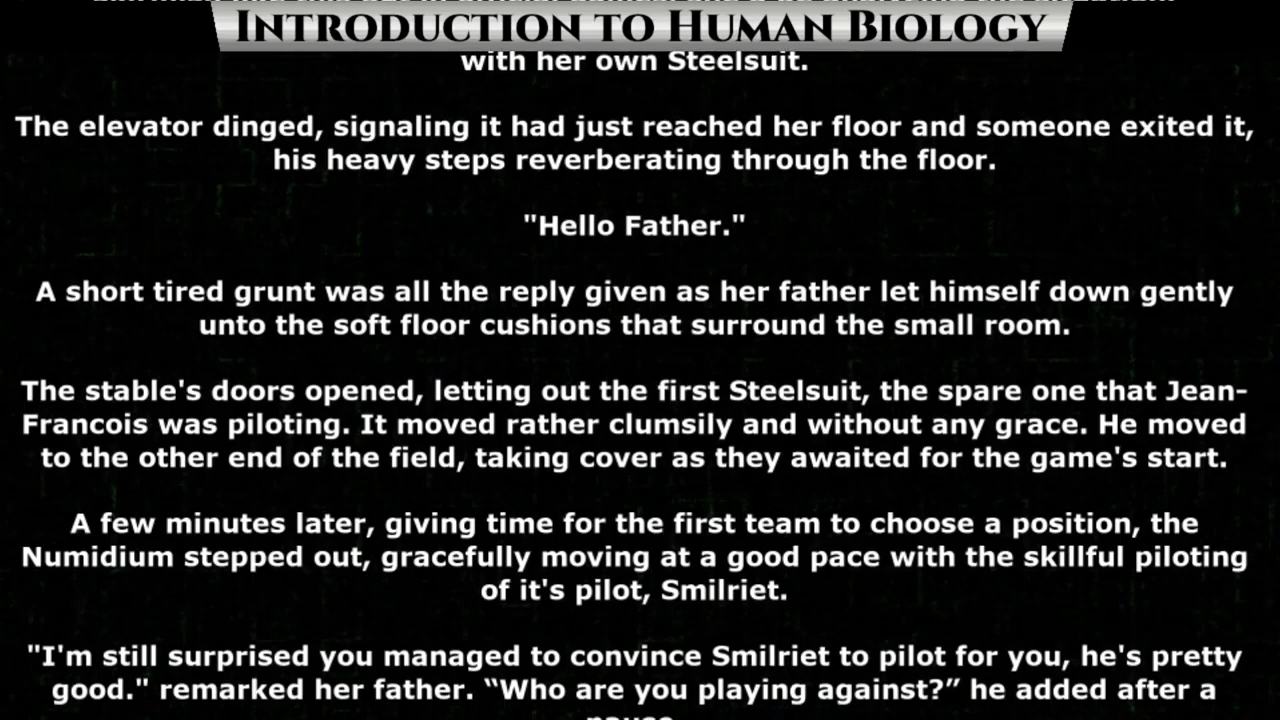 INTRODUCTION TO HUMAN BIOLOGY
with her own Steelsuit.
The elevator dinged, signaling it had just reached her floor and someone exited it,
his heavy steps reverberating through the floor.
"Hello Father."
A short tired grunt was all the reply given as her father let himself down gently
unto the soft floor cushions that surround the small room.
The stable's doors opened, letting out the first Steelsuit, the spare one that Jean-
Francois was piloting. It moved rather clumsily and without any grace. He moved
to the other end of the field, taking cover as they awaited for the game's start.
A few minutes later, giving time for the first team to choose a position, the
Numidium stepped out, gracefully moving at a good pace with the skillful piloting
of it's pilot, Smilriet.
"I'm still surprised you managed to convince Smilriet to pilot for you, he's pretty
good." remarked her father. “Who are you playing against?” he added after a